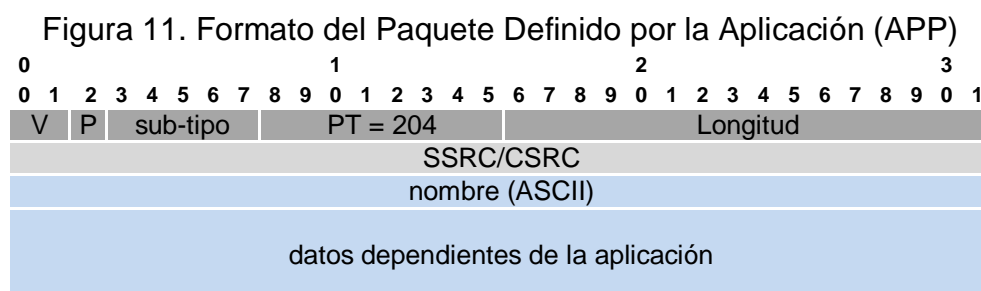 Figura 11. Formato del Paquete Definido por la Aplicación (APP)
0 1 2 3
0 1 2 3 4 5 6 7 8 9 0 1 2 3 4 5 6 7 8 9 0 1 2 3 4 5 6 7 8 9 0 1
V P sub-tipo PT = 204 Longitud
SSRC/CSRC
nombre (ASCII)
datos dependientes de la aplicación